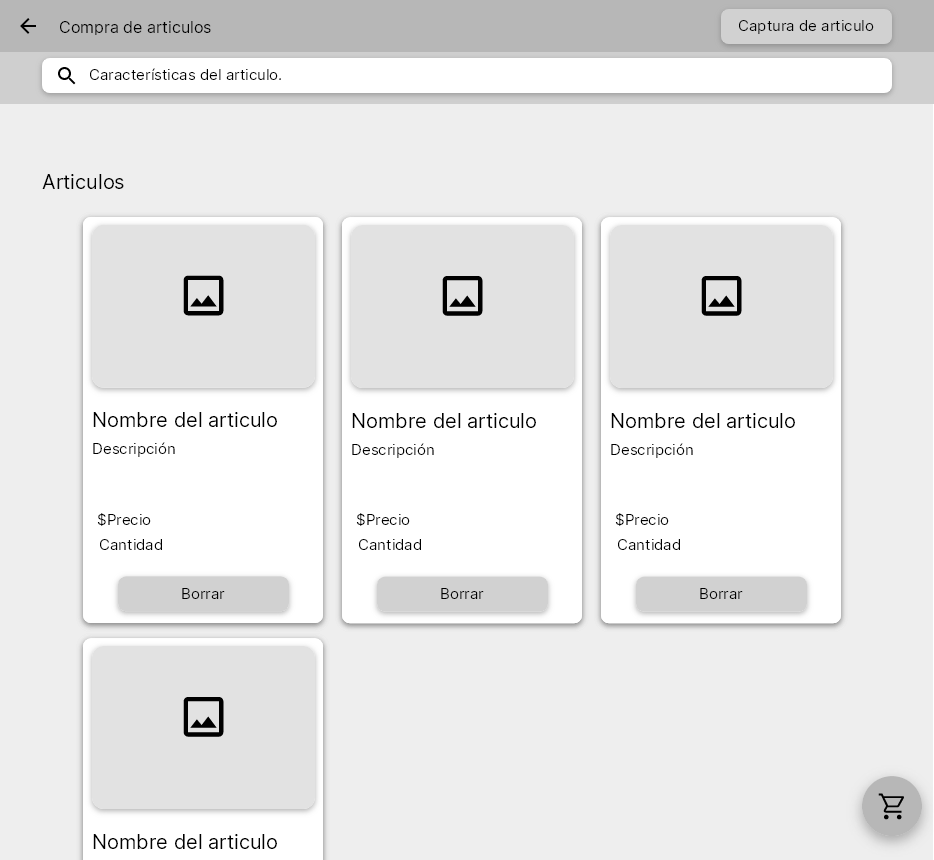 Compra de articulos
Captura de articulo
Características del articulo.
Articulos
Nombre del articulo
Descripción
$Precio
Cantidad
Borrar
Nombre del articulo
Descripción
$Precio
Cantidad
Borrar
Nombre del articulo
Descripción
$Precio
Cantidad
Borrar
Nombre del articulo